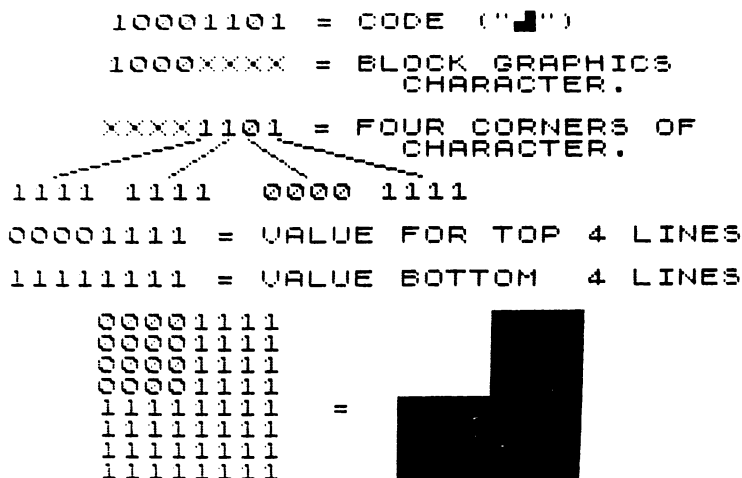 10001101 = CODE ("▟")
1000XXXX = BLOCK GRAPHICS
CHARACTER.
XXXX1101 = FOUR CORNERS OF
CHARACTER.
1111 1111 0000 1111
00001111 = VALUE FOR TOP 4 LINES
11111111 = VALUE BOTTOM 4 LINES
00001111
00001111
00001111
00001111
11111111 =
11111111
11111111
11111111